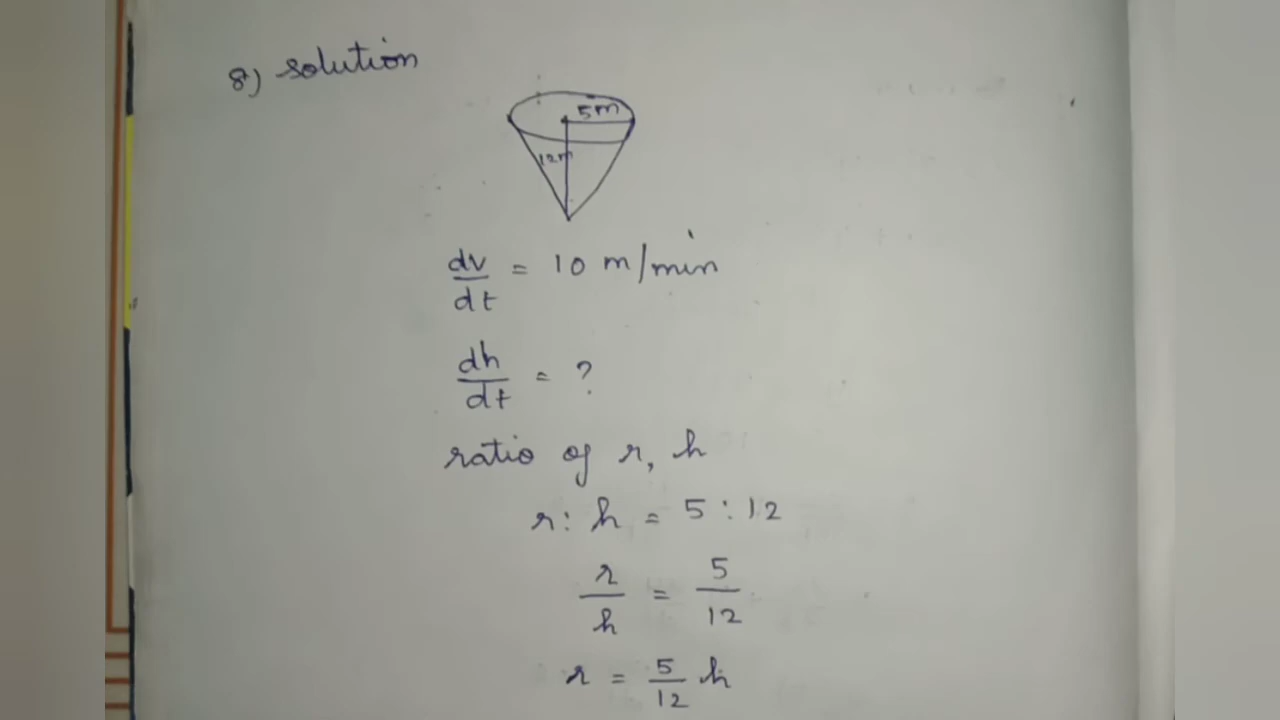 8) solution
5m
12m
dv/dt = 10 m/min
dh/dt = ?
ratio of r, h
r : h = 5 : 12
r/h = 5/12
r = 5/12 h